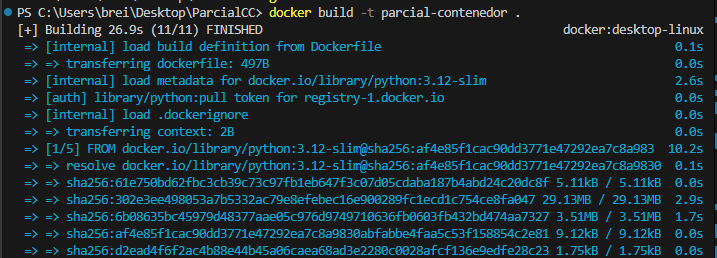 PS C:\Users\brei\Desktop\ParcialCC> docker build -t parcial-contenedor .
[+] Building 26.9s (11/11) FINISHED docker:desktop-linux
=> [internal] load build definition from Dockerfile 0.1s
=> => transferring dockerfile: 497B 0.0s
=> [internal] load metadata for docker.io/library/python:3.12-slim 2.6s
=> [auth] library/python:pull token for registry-1.docker.io 0.0s
=> [internal] load .dockerignore 0.0s
=> => transferring context: 2B 0.0s
=> [1/5] FROM docker.io/library/python:3.12-slim@sha256:af4e85f1cac90dd3771e47292ea7c8a983 10.2s
=> => resolve docker.io/library/python:3.12-slim@sha256:af4e85f1cac90dd3771e47292ea7c8a9830 0.1s
=> => sha256:61e750bd62fbc3cb39c73c97fb1eb647f3c07d05cdaba187b4abd24c20dc8f 5.11kB / 5.11kB 0.0s
=> => sha256:302e3ee498053a7b5332ac79e8efebec16e900289fc1ecd1c754ce8fa047 29.13MB / 29.13MB 2.9s
=> => sha256:6b08635bc45979d48377aae05c976d9749710636fb0603fb432bd474aa7327 3.51MB / 3.51MB 1.7s
=> => sha256:af4e85f1cac90dd3771e47292ea7c8a9830abfabbe4faa5c53f158854c2e81 9.12kB / 9.12kB 0.0s
=> => sha256:d2ead4f6f2ac4b88e44b45a06caea68ad3e2280c0028afcf136e9edfe28c23 1.75kB / 1.75kB 0.0s